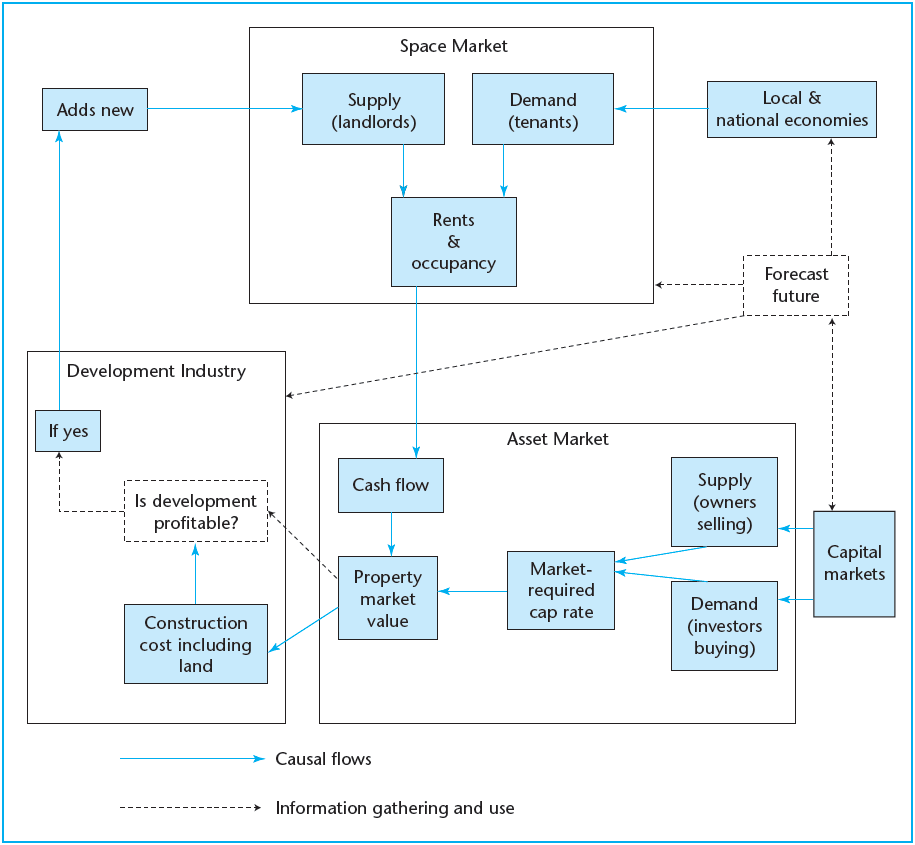 Space Market
Supply
(landlords)
Demand
(tenants)
Local &
national economies
Adds new
Rents
&
occupancy
Forecast
future
Development Industry
If yes
Is development
profitable?
Construction
cost including
land
Asset Market
Cash flow
Property
market
value
Market-
required
cap rate
Supply
(owners
selling)
Demand
(investors
buying)
Capital
markets
Causal flows
Information gathering and use